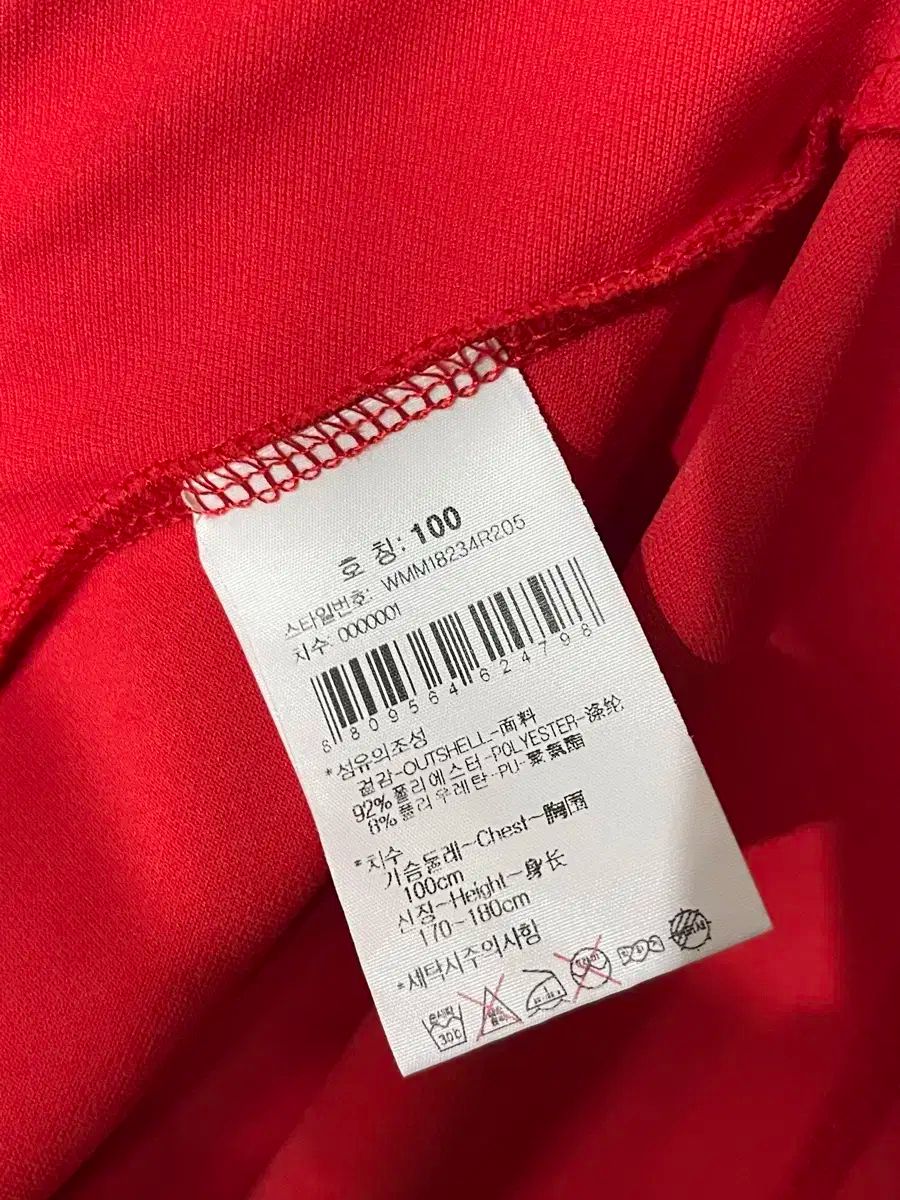 호 칭: 100
스타일번호: WMM18234R205
치수: 0000001
8809564624798
*섬유의조성
겉감-OUTSHELL-面料
92% 폴리에스터-POLYESTER-涤纶
8% 폴리우레탄-PU-聚氨酯
*치수
가슴둘레~Chest~胸围
100cm
신장~Height~身长
170~180cm
*세탁시주의사항
30℃